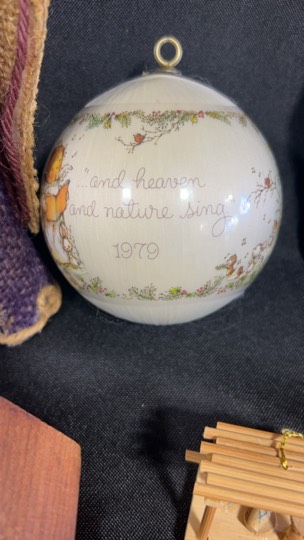 ..."and heaven
and nature sing"
1979